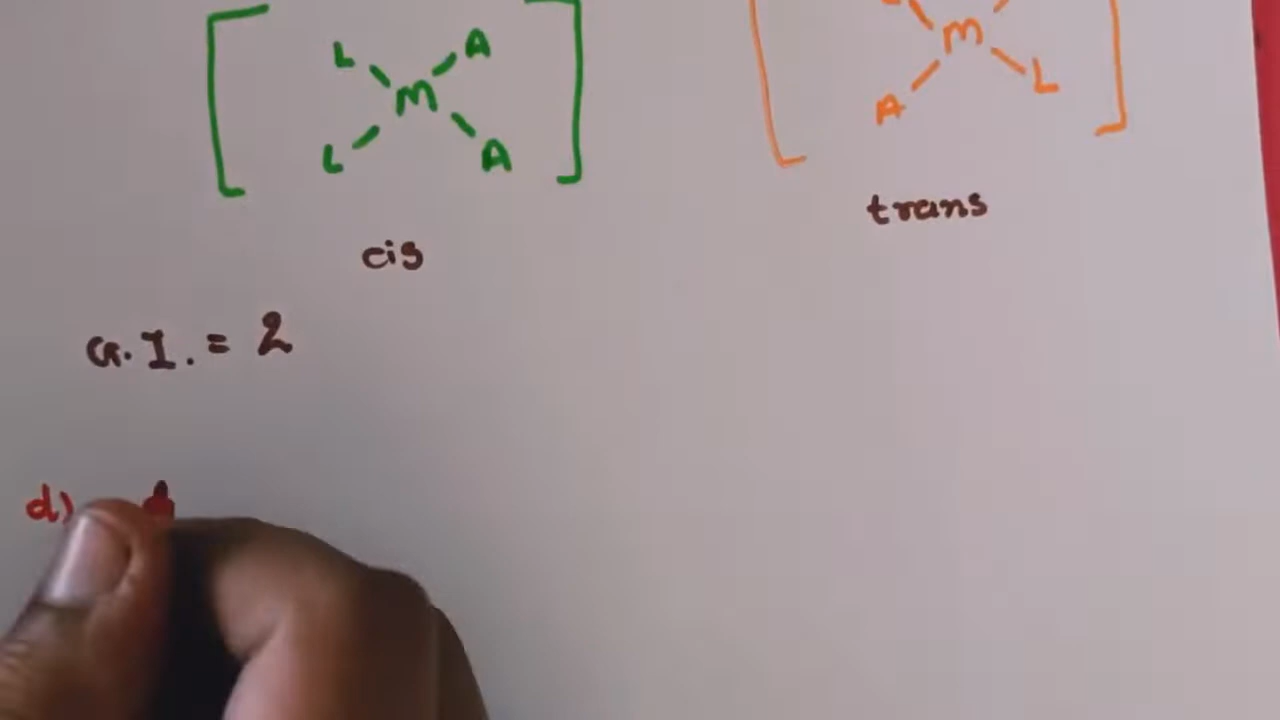 L A
M
L A
M
A L
cis
trans
G.I. = 2
d)